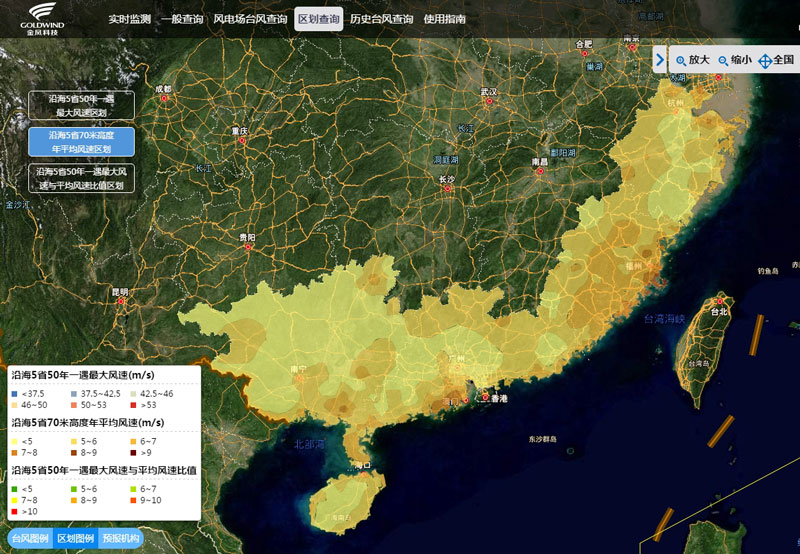 GOLDWIND
金风科技
实时监测 一般查询 风电场台风查询 区划查询 历史台风查询 使用指南
放大 缩小 全国
沿海5省50年一遇
最大风速区划
沿海5省70米高度
年平均风速区划
沿海5省50年一遇最大风
速与平均风速比值区划
合肥
南京
巢湖
太湖
成都
武汉
杭州
重庆
长江
洞庭湖
鄱阳湖
南昌
长沙
长江
金沙江
贵阳
福州
钓鱼岛
昆明
台北
台湾海峡
台湾岛
广州
南宁
香港
东沙群岛
北部湾
海口
沿海5省50年一遇最大风速(m/s)
<37.5 37.5~42.5 42.5~46
46~50 50~53 >53
沿海5省70米高度年平均风速(m/s)
<5 5~6 6~7
7~8 8~9 >9
沿海5省50年一遇最大风速与平均风速比值
<5 5~6 6~7
7~8 8~9 9~10
>10
台风图例 区划图例 预报机构